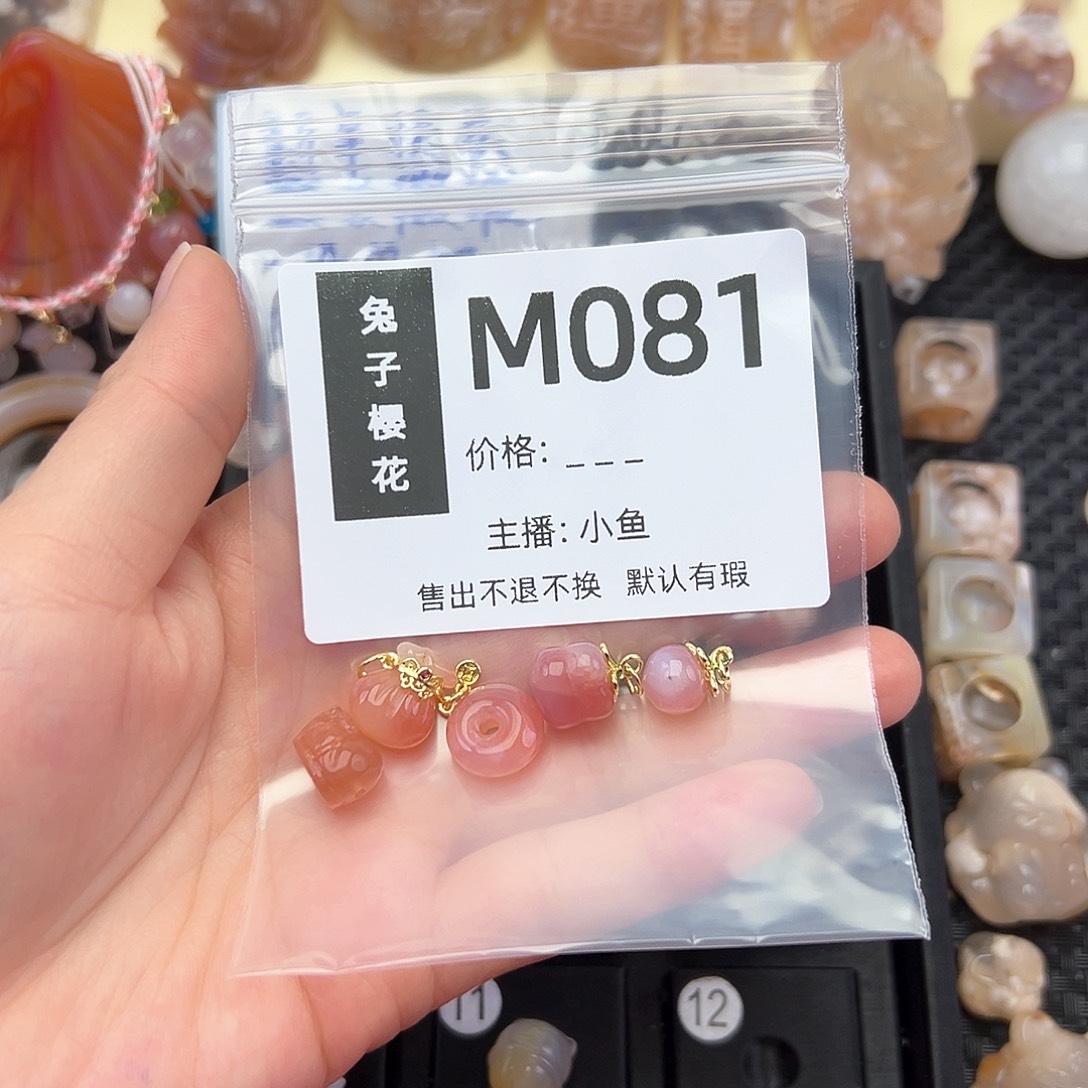 兔子樱花
M081
价格: _ _ _
主播: 小鱼
售出不退不换 默认有瑕
11
12